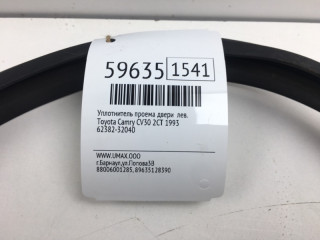 59635 1541
Уплотнитель проема двери лев.
Toyota Camry CV30 2CT 1993
62382-32040
WWW.UMAX.OOO
г.Барнаул,ул.Попова5В
88006001285,89635128390